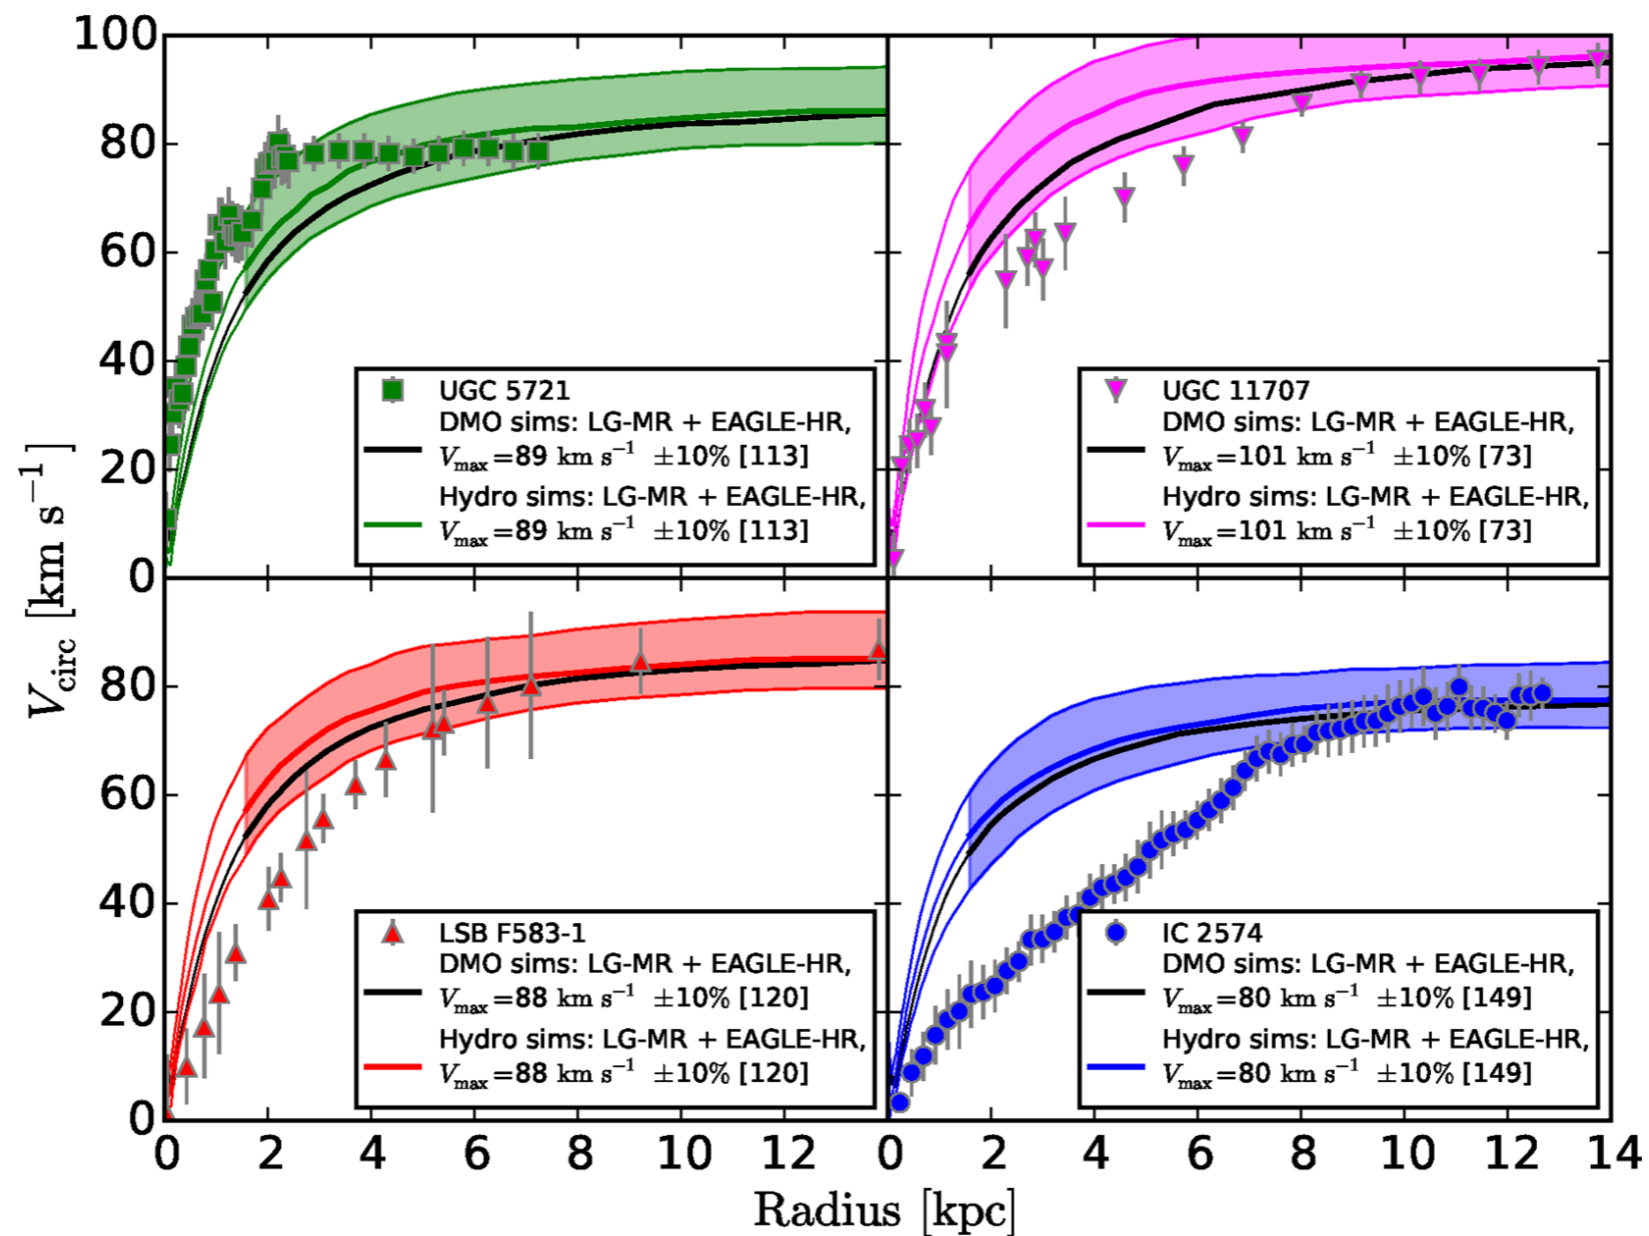 100
80
60
40
20
0
UGC 5721
DMO sims: LG-MR + EAGLE-HR,
V_max=89 km s⁻¹ ±10% [113]
Hydro sims: LG-MR + EAGLE-HR,
V_max=89 km s⁻¹ ±10% [113]
UGC 11707
DMO sims: LG-MR + EAGLE-HR,
V_max=101 km s⁻¹ ±10% [73]
Hydro sims: LG-MR + EAGLE-HR,
V_max=101 km s⁻¹ ±10% [73]
V_circ [km s⁻¹]
80
60
40
20
0
LSB F583-1
DMO sims: LG-MR + EAGLE-HR,
V_max=88 km s⁻¹ ±10% [120]
Hydro sims: LG-MR + EAGLE-HR,
V_max=88 km s⁻¹ ±10% [120]
IC 2574
DMO sims: LG-MR + EAGLE-HR,
V_max=80 km s⁻¹ ±10% [149]
Hydro sims: LG-MR + EAGLE-HR,
V_max=80 km s⁻¹ ±10% [149]
0 2 4 6 8 10 12 0 2 4 6 8 10 12 14
Radius [kpc]